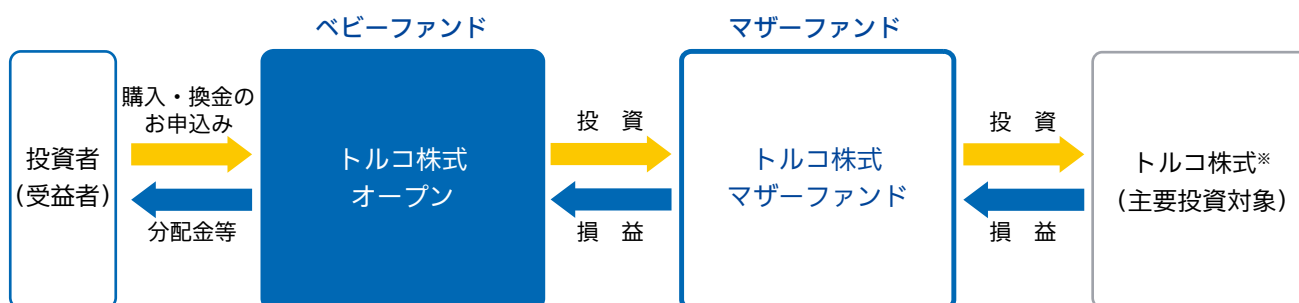 ベビーファンド
マザーファンド
投資者
(受益者)
購入・換金の
お申込み
分配金等
トルコ株式
オープン
投 資
損 益
トルコ株式
マザーファンド
投 資
損 益
トルコ株式※
(主要投資対象)